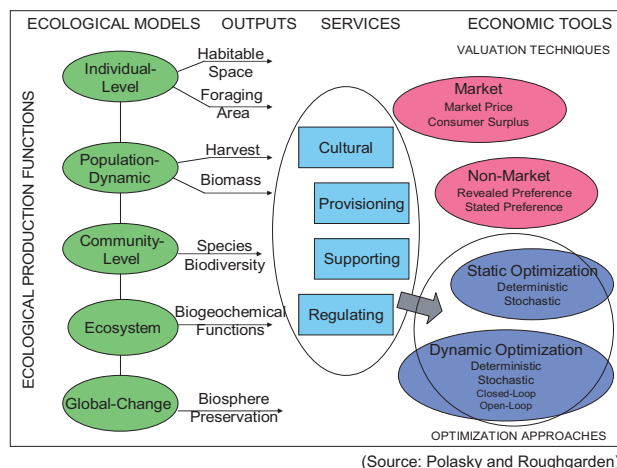 ECOLOGICAL MODELS OUTPUTS SERVICES ECONOMIC TOOLS
VALUATION TECHNIQUES
ECOLOGICAL PRODUCTION FUNCTIONS
Individual-
Level
Habitable
Space
Foraging
Area
Population-
Dynamic
Harvest
Biomass
Community-
Level
Species
Biodiversity
Ecosystem
Biogeochemical
Functions
Global-Change
Biosphere
Preservation
Cultural
Provisioning
Supporting
Regulating
Market
Market Price
Consumer Surplus
Non-Market
Revealed Preference
Stated Preference
Static Optimization
Deterministic
Stochastic
Dynamic Optimization
Deterministic
Stochastic
Closed-Loop
Open-Loop
OPTIMIZATION APPROACHES
(Source: Polasky and Roughgarden)